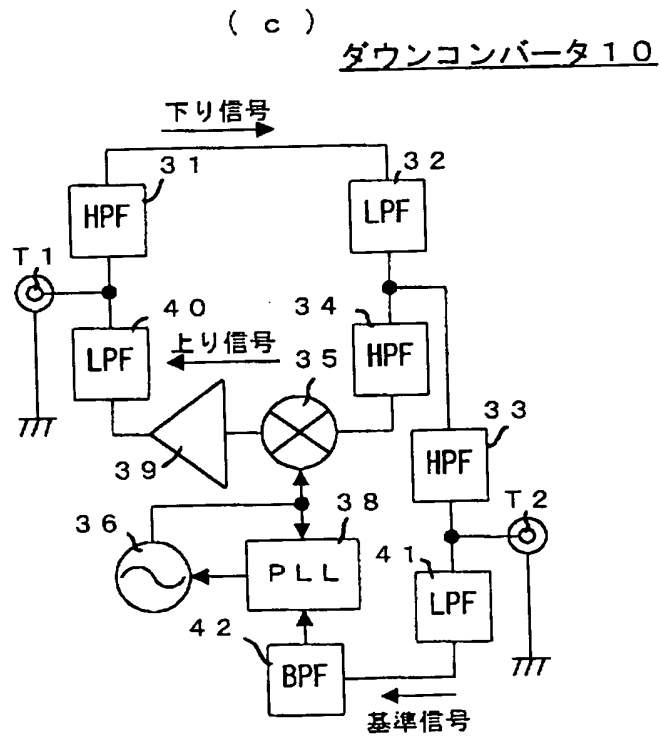 (c)
ダウンコンバータ10
下り信号
31
32
HPF
LPF
T1
40
34
上り信号
35
LPF
HPF
33
39
HPF
T2
36
38
41
PLL
LPF
42
BPF
基準信号